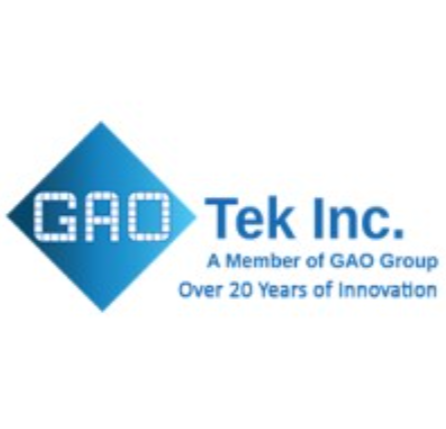 GAO Tek Inc.
A Member of GAO Group
Over 20 Years of Innovation